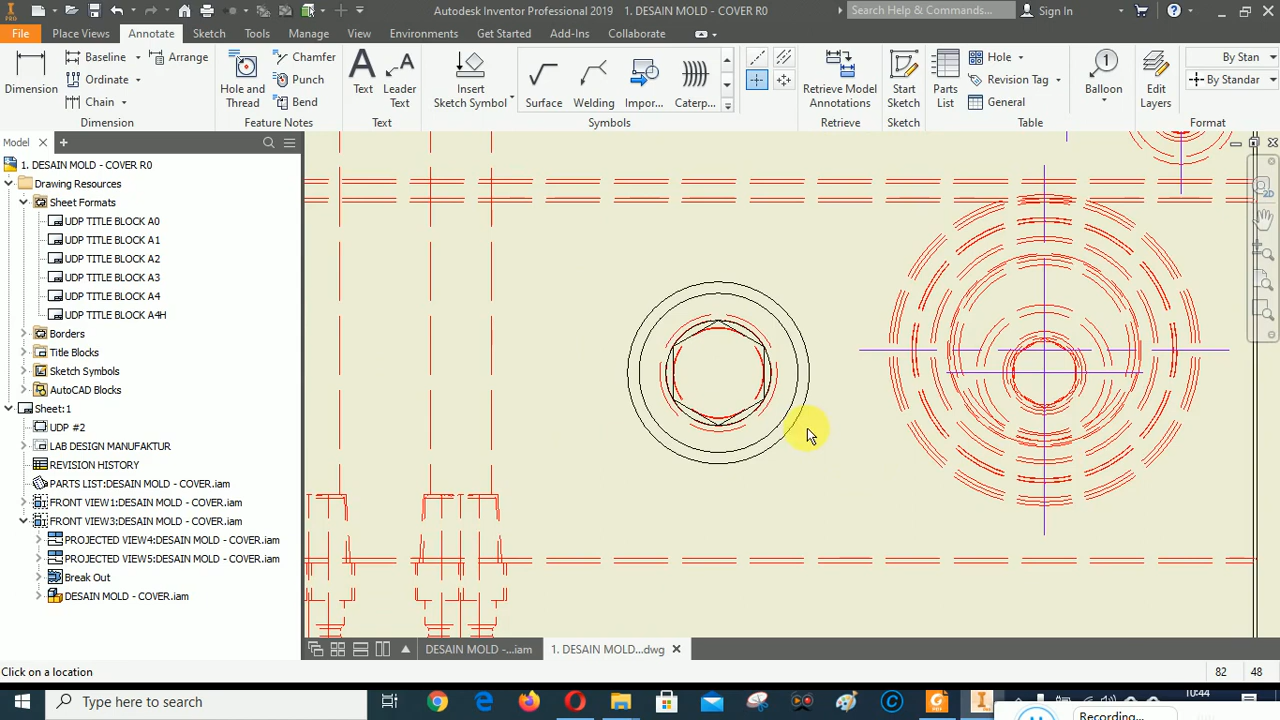 Autodesk Inventor Professional 2019 1. DESAIN MOLD - COVER R0
Search Help & Commands...
Sign In
PRO
File
Place Views
Annotate
Sketch
Tools
Manage
View
Environments
Get Started
Add-Ins
Collaborate
Dimension
Baseline
Arrange
Ordinate
Chain
Dimension
Hole and Thread
Chamfer
Punch
Bend
Feature Notes
Text
Leader Text
Text
Insert Sketch Symbol
Surface
Welding
Impor...
Caterp...
Symbols
Retrieve Model Annotations
Retrieve
Start Sketch
Sketch
Parts List
Hole
Revision Tag
General
Table
Balloon
1
Edit Layers
By Stan
By Standar
Format
Model
1. DESAIN MOLD - COVER R0
Drawing Resources
Sheet Formats
UDP TITLE BLOCK A0
UDP TITLE BLOCK A1
UDP TITLE BLOCK A2
UDP TITLE BLOCK A3
UDP TITLE BLOCK A4
UDP TITLE BLOCK A4H
Borders
Title Blocks
Sketch Symbols
AutoCAD Blocks
Sheet:1
UDP #2
LAB DESIGN MANUFAKTUR
REVISION HISTORY
PARTS LIST:DESAIN MOLD - COVER.iam
FRONT VIEW1:DESAIN MOLD - COVER.iam
FRONT VIEW3:DESAIN MOLD - COVER.iam
PROJECTED VIEW4:DESAIN MOLD - COVER.iam
PROJECTED VIEW5:DESAIN MOLD - COVER.iam
Break Out
DESAIN MOLD - COVER.iam
2D
DESAIN MOLD -...iam
1. DESAIN MOLD...dwg
Click on a location
82
48
Type here to search
10:44
Recording...